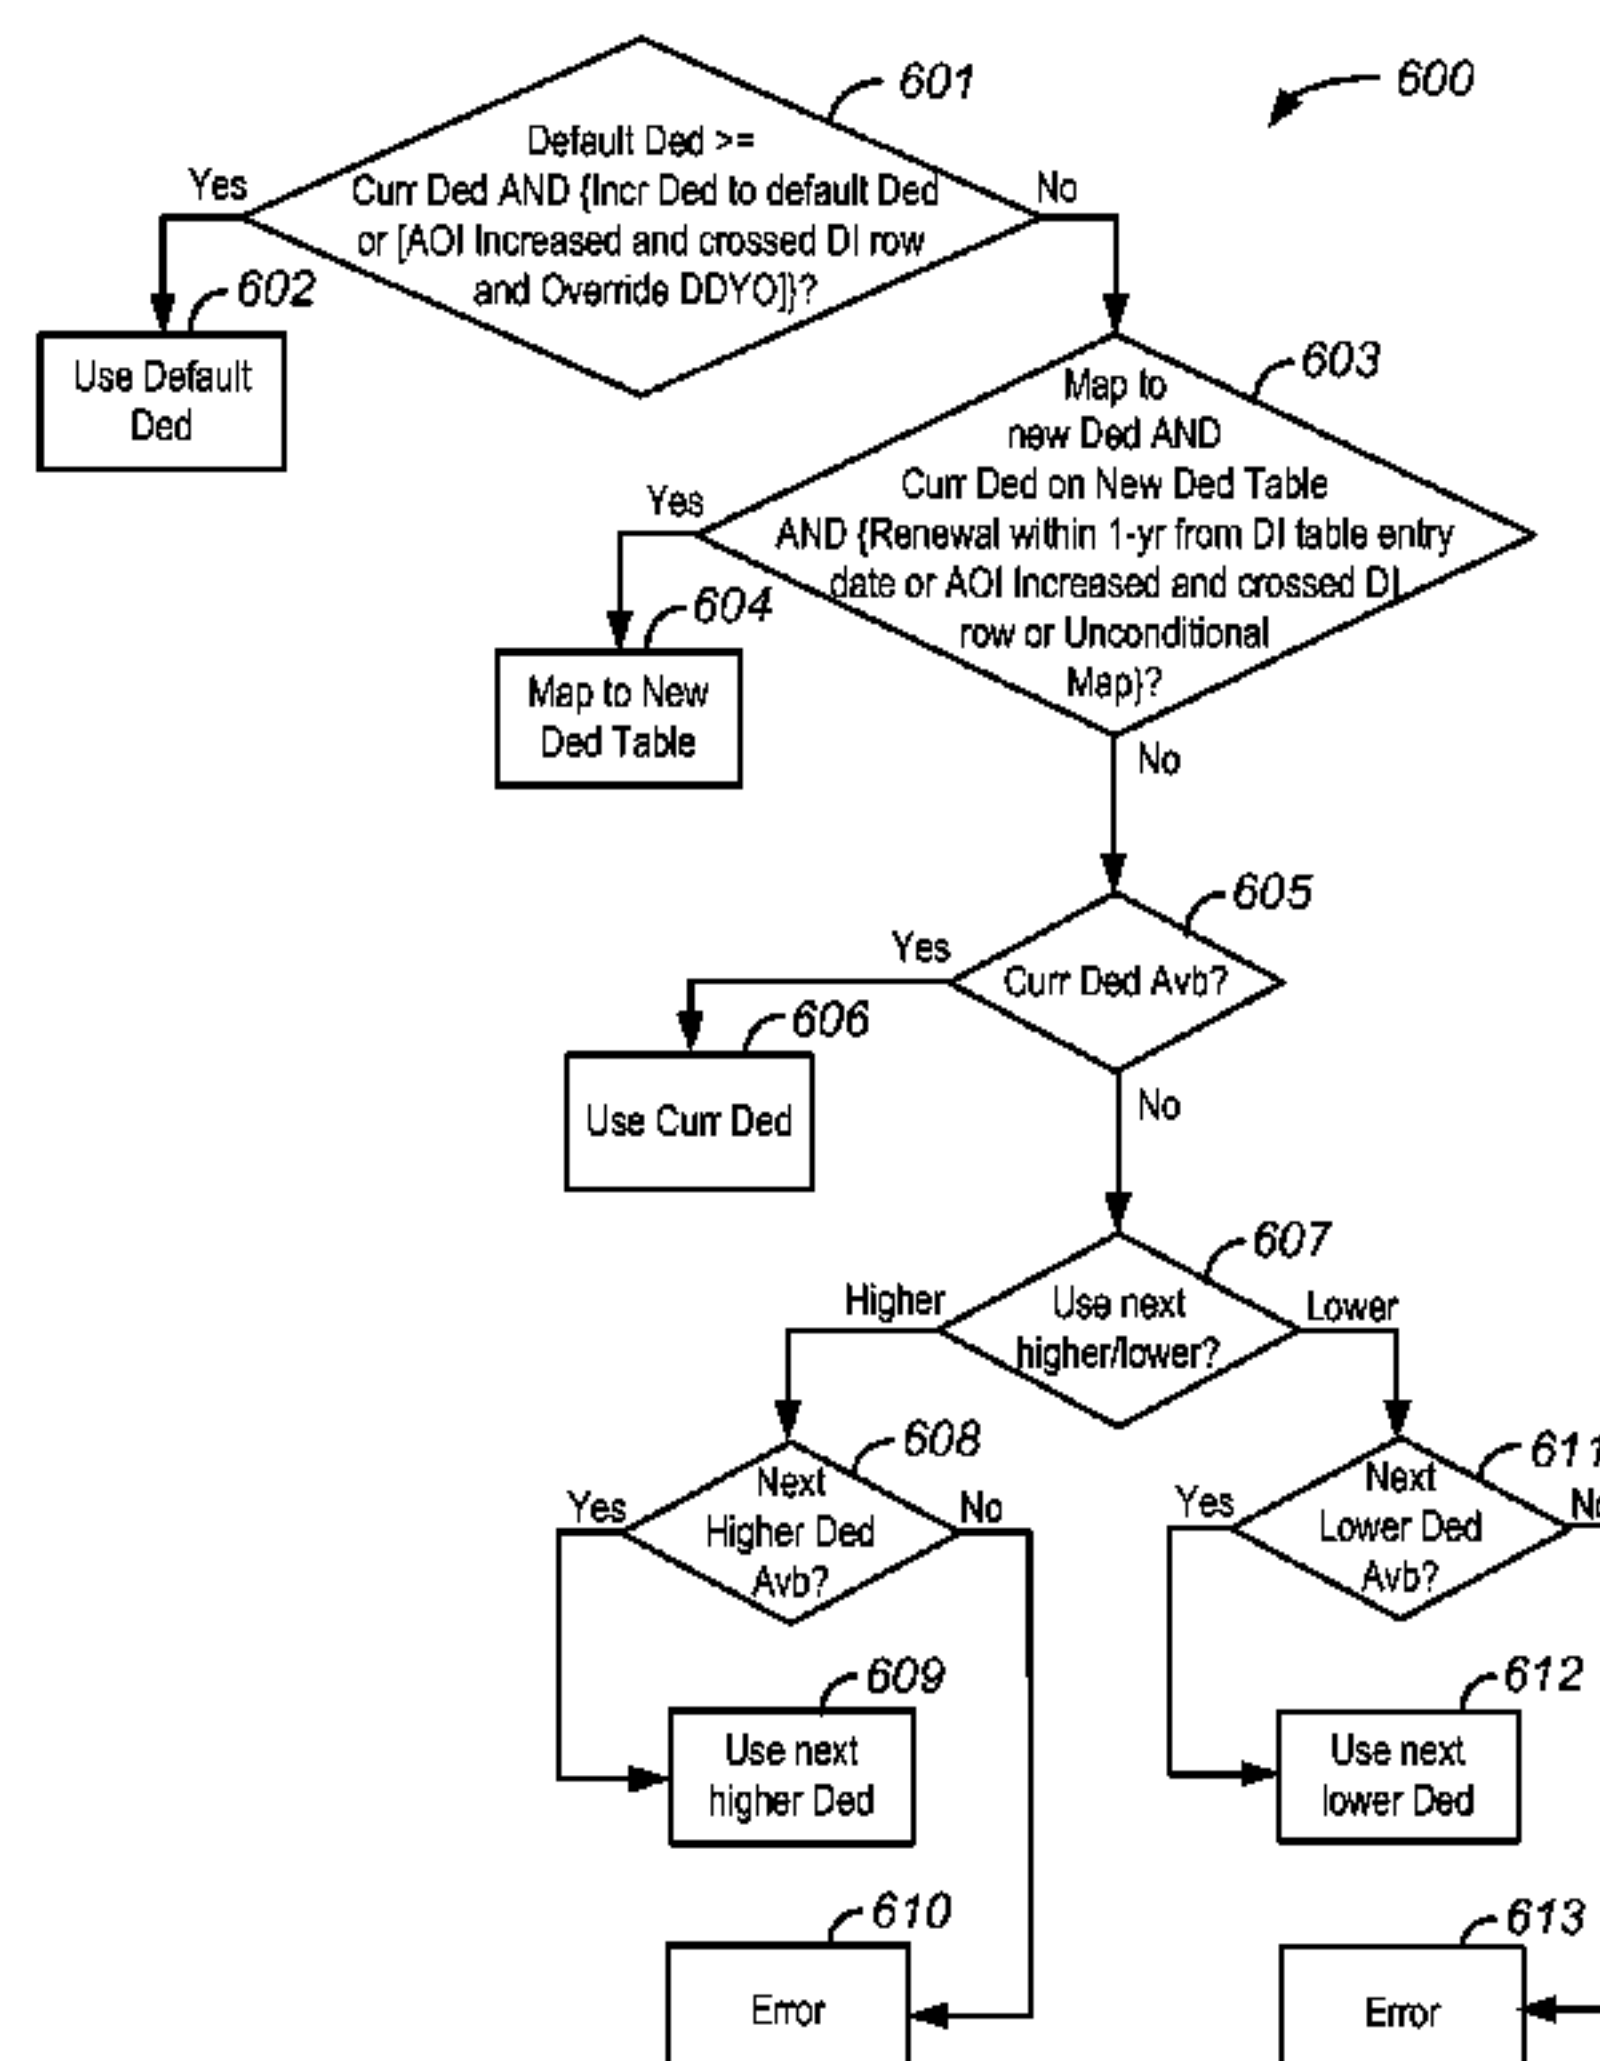 600
601
Default Ded >=
Curr Ded AND {Incr Ded to default Ded
or [AOI Increased and crossed DI row
and Override DDYO]}?
Yes
No
602
Use Default
Ded
603
Map to
new Ded AND
Curr Ded on New Ded Table
AND {Renewal within 1-yr from DI table entry
date or AOI Increased and crossed DI
row or Unconditional
Map}?
Yes
604
Map to New
Ded Table
No
605
Curr Ded Avb?
Yes
606
Use Curr Ded
No
607
Use next
higher/lower?
Higher
Lower
608
Next
Higher Ded
Avb?
Yes
No
611
Next
Lower Ded
Avb?
Yes
No
609
Use next
higher Ded
612
Use next
lower Ded
610
Error
613
Error